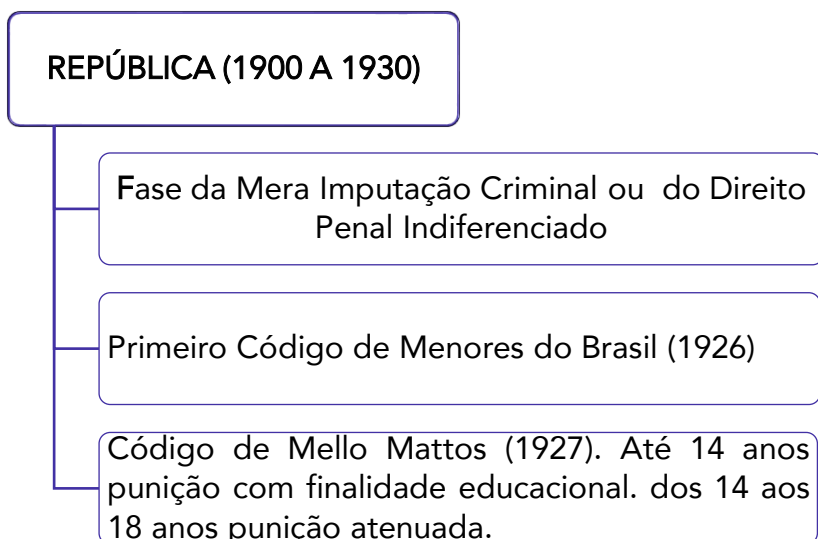 REPÚBLICA (1900 A 1930)
Fase da Mera Imputação Criminal ou do Direito
Penal Indiferenciado
Primeiro Código de Menores do Brasil (1926)
Código de Mello Mattos (1927). Até 14 anos
punição com finalidade educacional. dos 14 aos
18 anos punição atenuada.